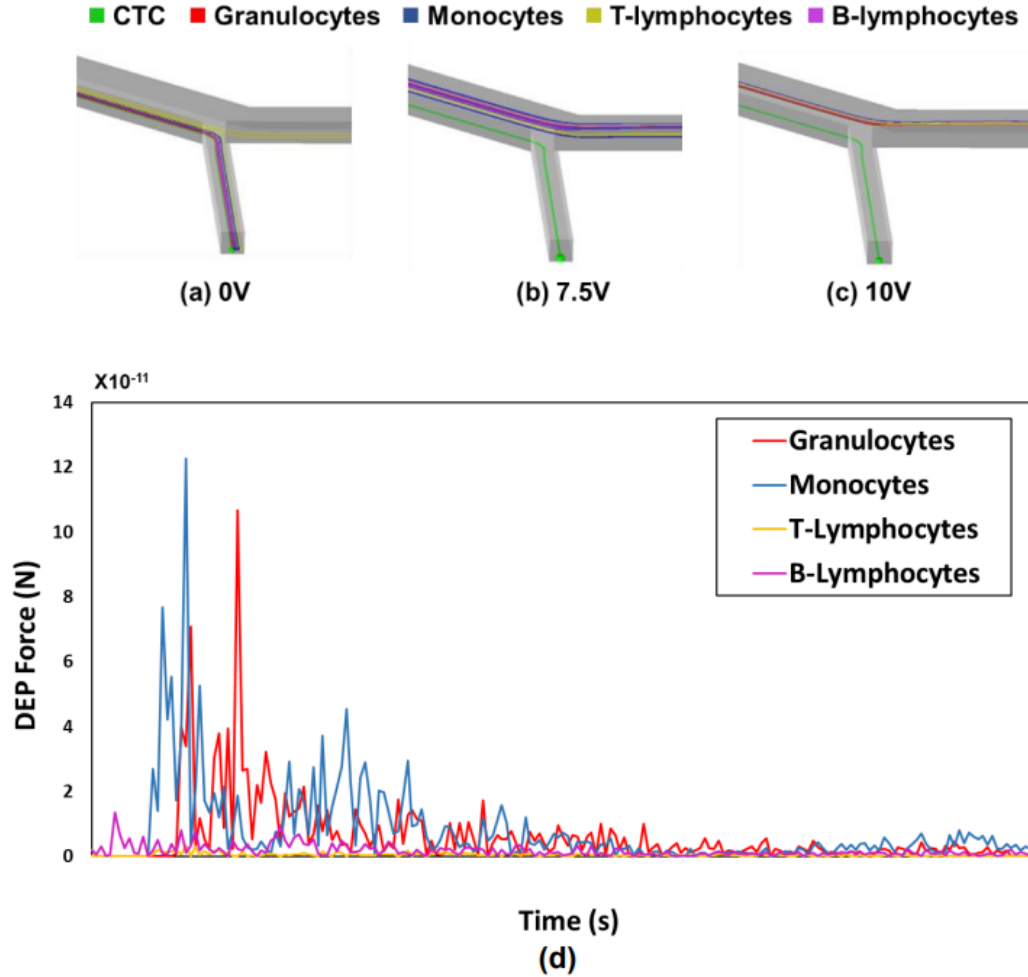 CTC Granulocytes Monocytes T-lymphocytes B-lymphocytes
(a) 0V
(b) 7.5V
(c) 10V
X10-11
14
12
10
8
6
4
2
0
DEP Force (N)
Granulocytes
Monocytes
T-Lymphocytes
B-Lymphocytes
Time (s)
(d)